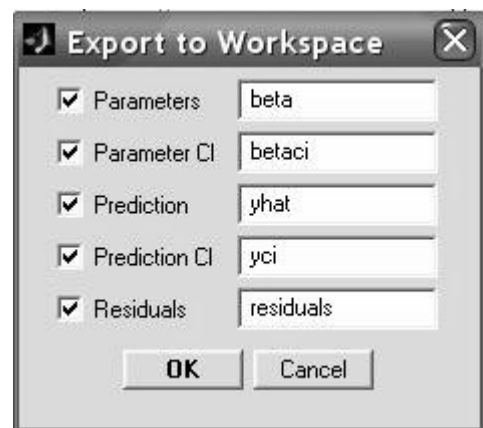 Export to Workspace
Parameters beta
Parameter CI betaci
Prediction yhat
Prediction CI yci
Residuals residuals
OK Cancel